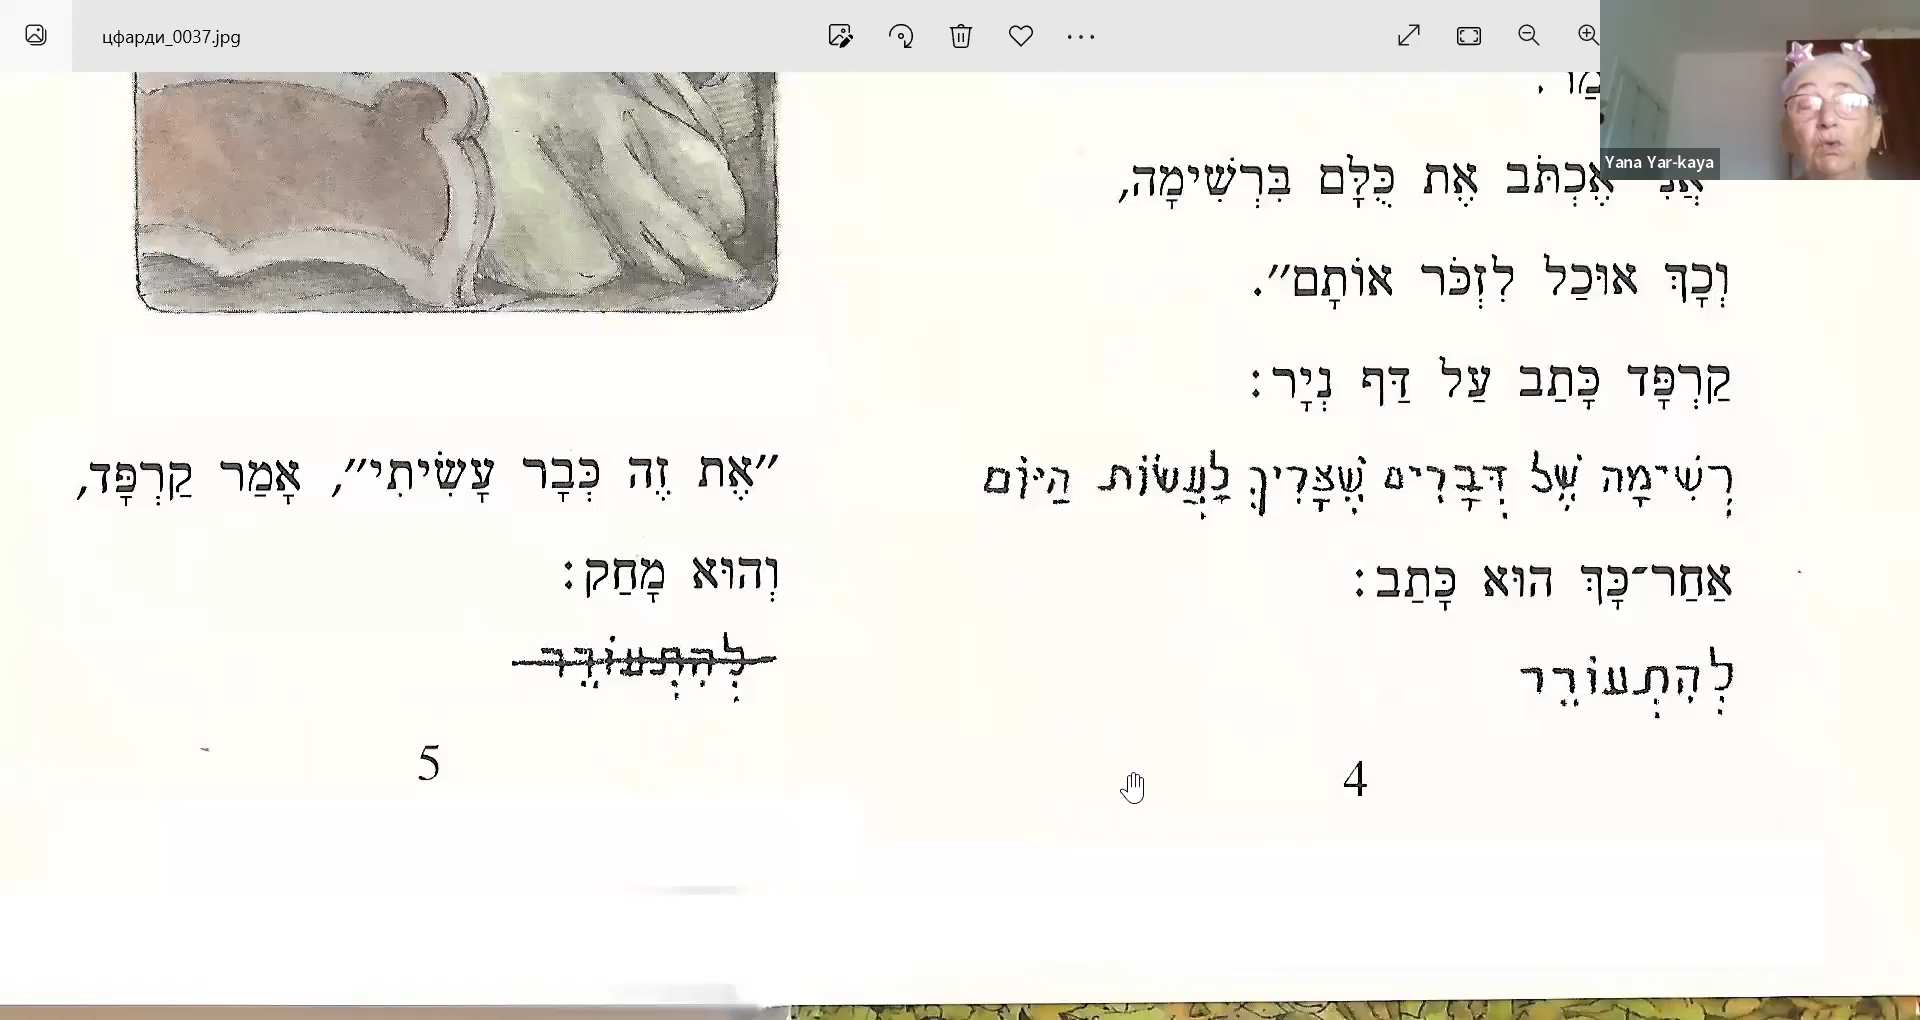 цфарди_0037.jpg
Yana Yar-kaya
אֲנִי אֶכְתֹּב אֶת כֻּלָּם בִּרְשִׁימָה,
וְכָךְ אוּכַל לִזְכֹּר אוֹתָם״.
קַרְפָּד כָּתַב עַל דַּף נְיָר:
רְשִׁימָה שֶׁל דְּבָרִים שֶׁצָּרִיךְ לַעֲשׂוֹת הַיּוֹם
אַחַר־כָּךְ הוּא כָּתַב:
לְהִתְעוֹרֵר
4
״אֶת זֶה כְּבָר עָשִׂיתִי״, אָמַר קַרְפָּד,
וְהוּא מָחַק:
לְהִתְעוֹרֵר
5